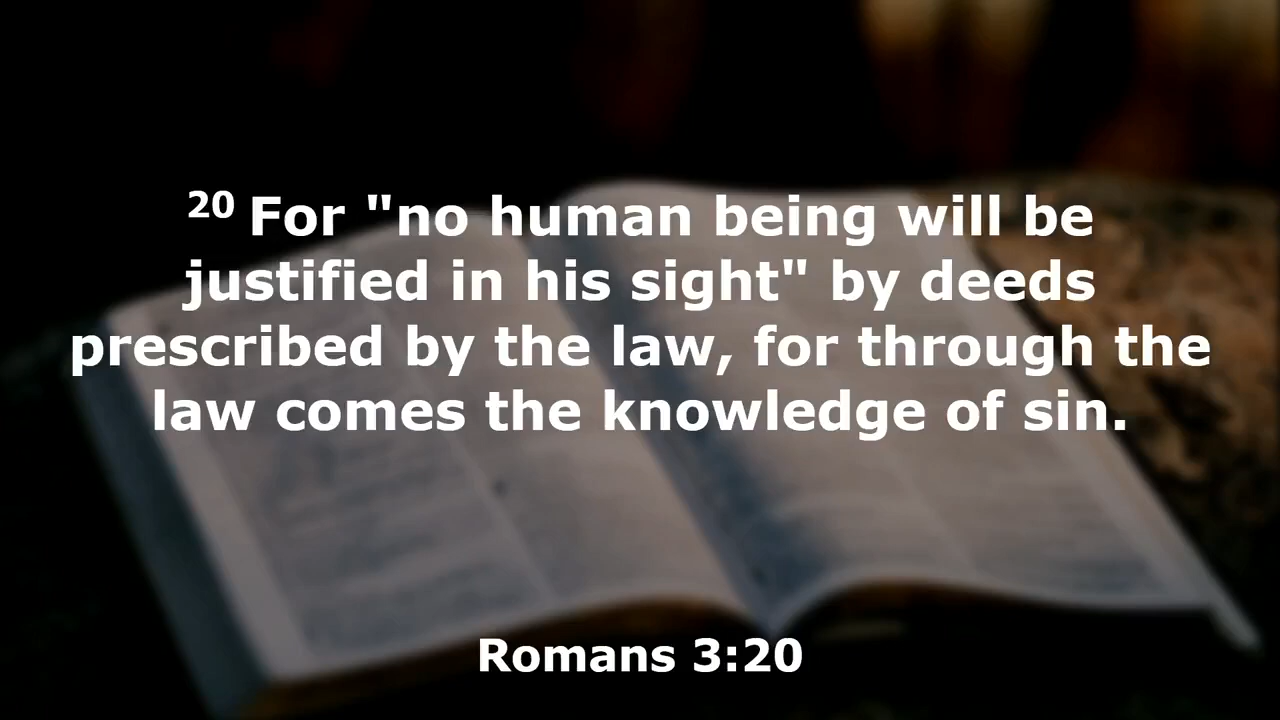 20 For "no human being will be
justified in his sight" by deeds
prescribed by the law, for through the
law comes the knowledge of sin.
Romans 3:20